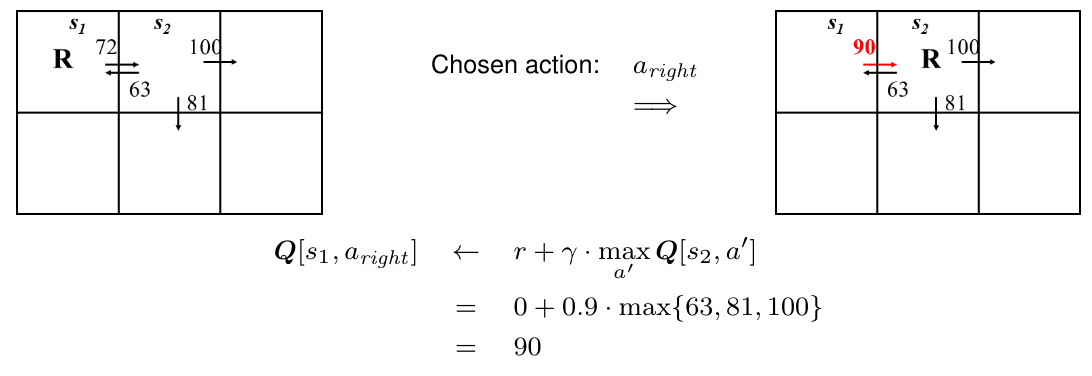 s₁ s₂
R 72 100
63
81
Chosen action: a_right
⟹
s₁ s₂
90 R 100
63
81
Q[s₁, a_right] ← r + γ · max_{a′} Q[s₂, a′]
= 0 + 0.9 · max{63, 81, 100}
= 90